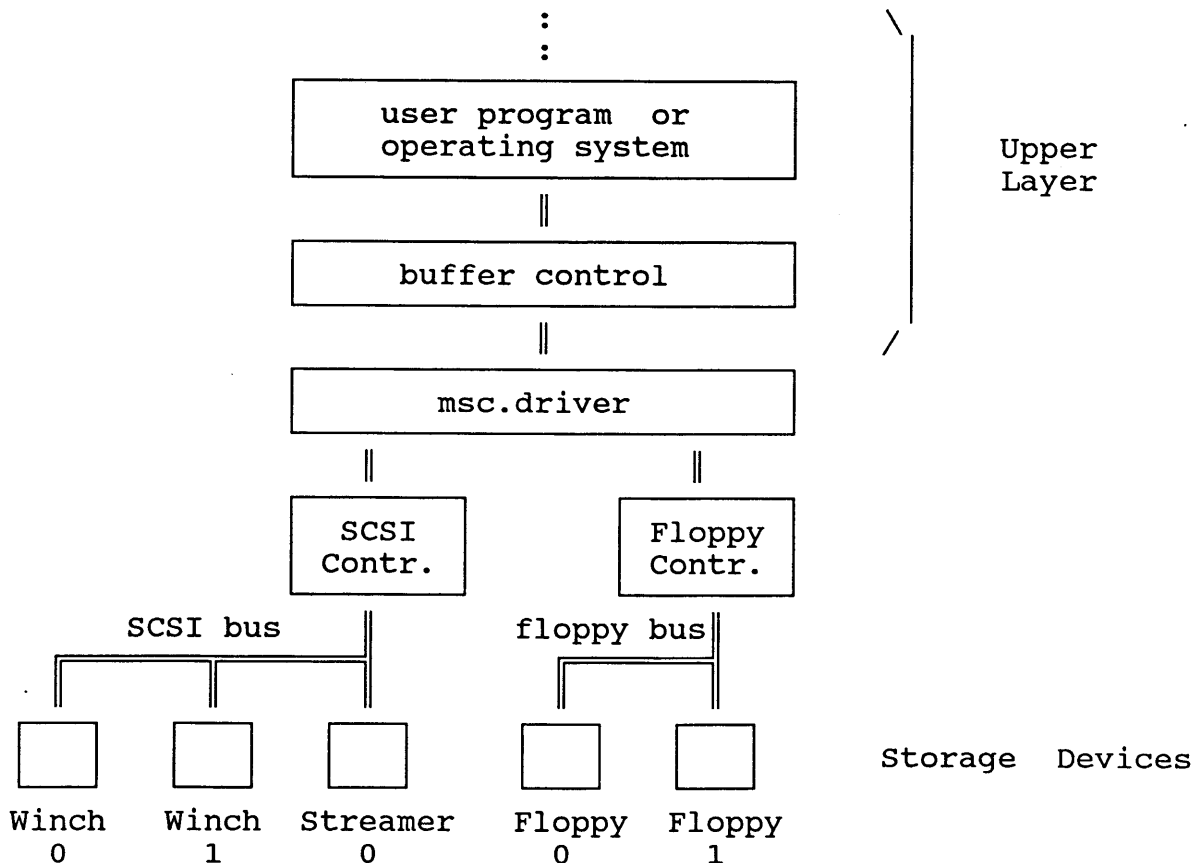 user program or
operating system
Upper
Layer
buffer control
msc.driver
SCSI
Contr.
Floppy
Contr.
SCSI bus
floppy bus
Storage Devices
Winch
0
Winch
1
Streamer
0
Floppy
0
Floppy
1